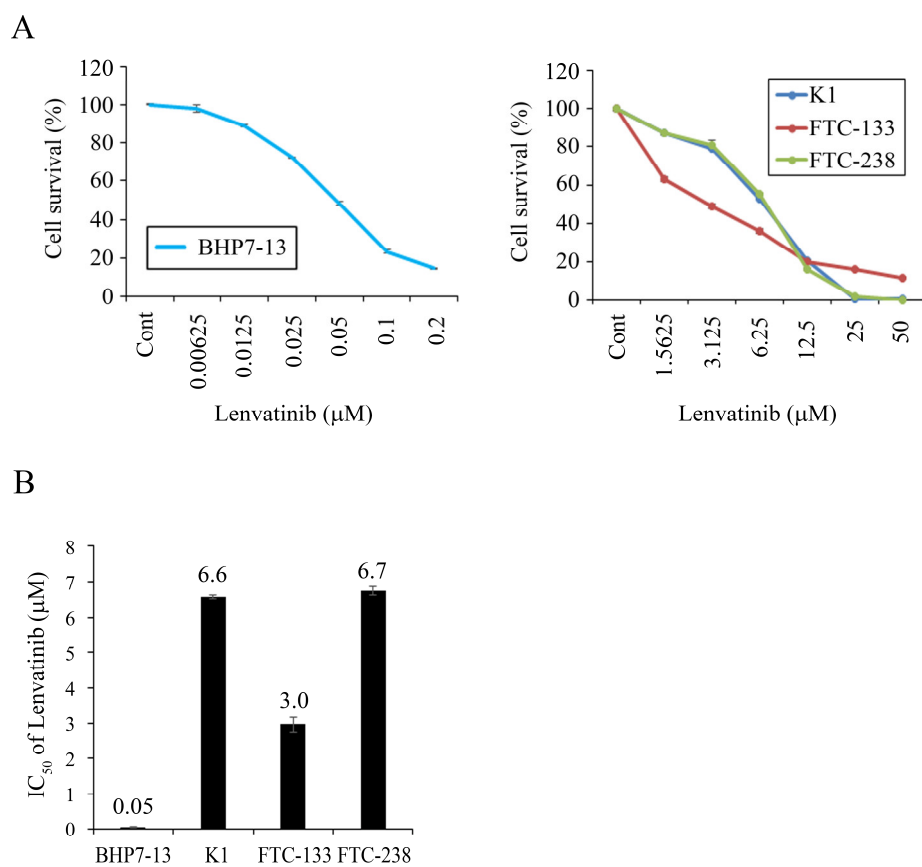 A
Cell survival (%)
120
100
80
60
40
20
0
BHP7-13
Cont
0.00625
0.0125
0.025
0.05
0.1
0.2
Lenvatinib (μM)
Cell survival (%)
120
100
80
60
40
20
0
K1
FTC-133
FTC-238
Cont
1.5625
3.125
6.25
12.5
25
50
Lenvatinib (μM)
B
IC50 of Lenvatinib (μM)
8
7
6
5
4
3
2
1
0
0.05
6.6
3.0
6.7
BHP7-13
K1
FTC-133
FTC-238